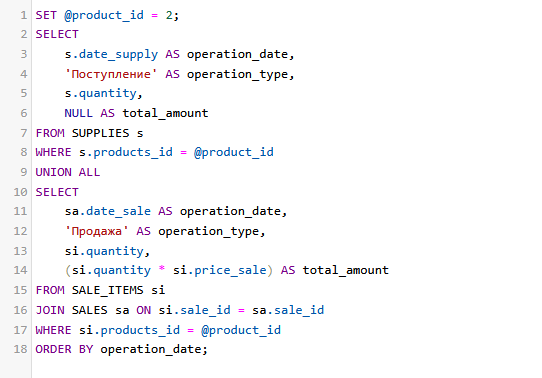 1 SET @product_id = 2;
2 SELECT
3     s.date_supply AS operation_date,
4     'Поступление' AS operation_type,
5     s.quantity,
6     NULL AS total_amount
7 FROM SUPPLIES s
8 WHERE s.products_id = @product_id
9 UNION ALL
10 SELECT
11     sa.date_sale AS operation_date,
12     'Продажа' AS operation_type,
13     si.quantity,
14     (si.quantity * si.price_sale) AS total_amount
15 FROM SALE_ITEMS si
16 JOIN SALES sa ON si.sale_id = sa.sale_id
17 WHERE si.products_id = @product_id
18 ORDER BY operation_date;